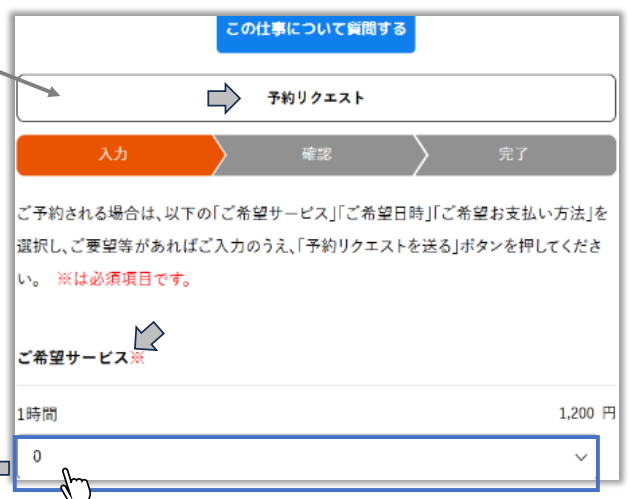 この仕事について質問する
予約リクエスト
入力
確認
完了
ご予約される場合は、以下の「ご希望サービス」「ご希望日時」「ご希望お支払い方法」を
選択し、ご要望等があればご入力のうえ、「予約リクエストを送る」ボタンを押してくださ
い。 ※は必須項目です。
ご希望サービス※
1時間 1,200 円
0